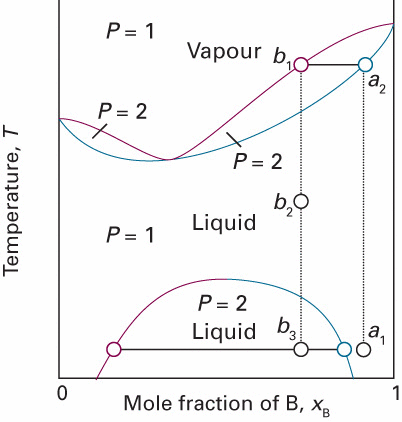 P = 1
Vapour
b1
a2
P = 2
P = 2
b2
Liquid
P = 1
P = 2
Liquid
b3
a1
Temperature, T
0
1
Mole fraction of B, xB